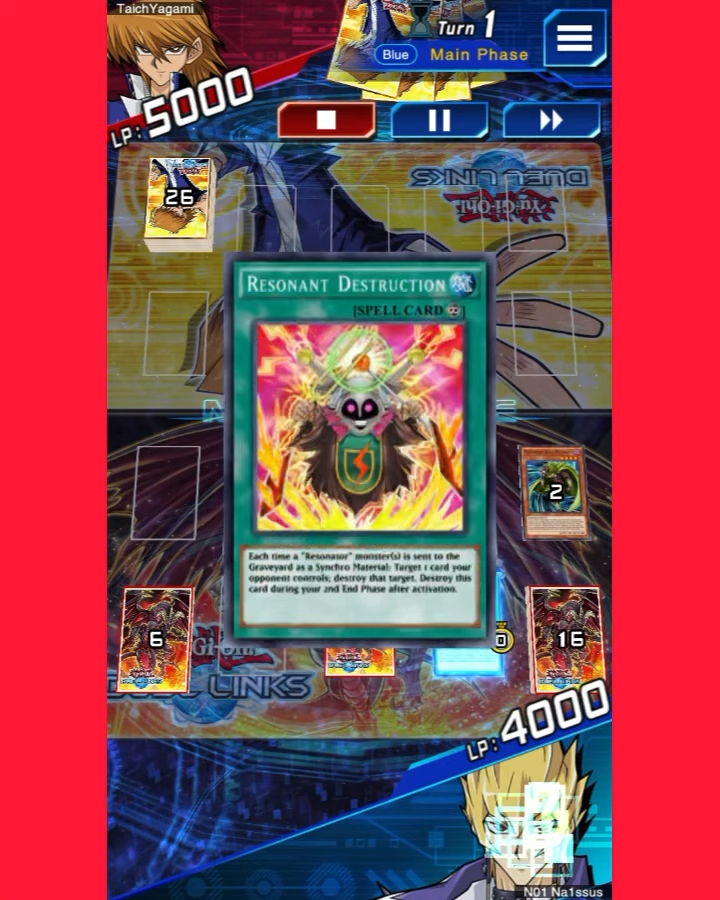 TaichYagami
Turn 1
Blue
Main Phase
LP: 5000
26
DUEL LINKS
Yu-Gi-Oh!
RESONANT DESTRUCTION
[SPELL CARD
Each time a "Resonator" monster(s) is sent to the
Graveyard as a Synchro Material: Target 1 card your
opponent controls; destroy that target. Destroy this
card during your 2nd End Phase after activation.
2
6
0
16
Gi-Oh!
LINKS
LP: 4000
N01 Na1ssus